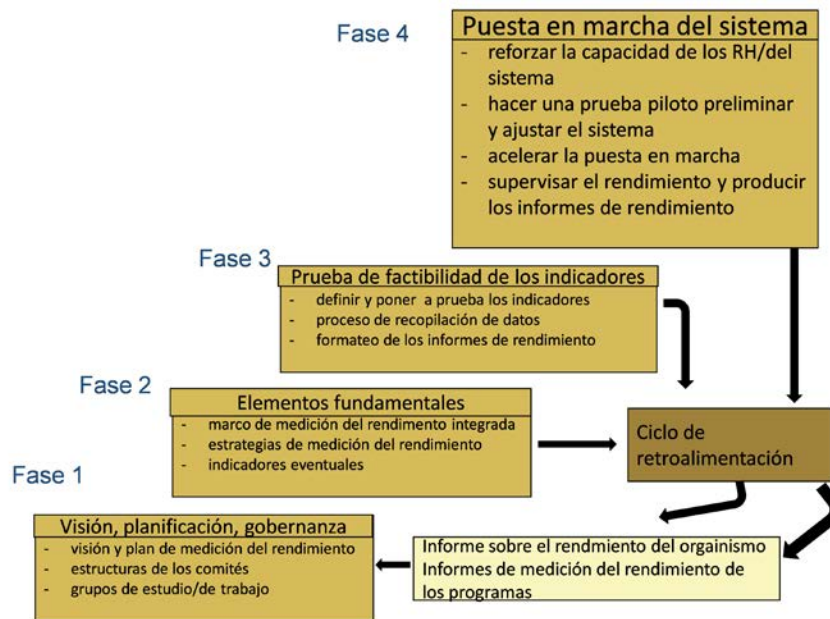 Fase 4
Puesta en marcha del sistema
- reforzar la capacidad de los RH/del
sistema
- hacer una prueba piloto preliminar
y ajustar el sistema
- acelerar la puesta en marcha
- supervisar el rendimiento y producir
los informes de rendimiento
Fase 3
Prueba de factibilidad de los indicadores
- definir y poner a prueba los indicadores
- proceso de recopilación de datos
- formateo de los informes de rendimiento
Fase 2
Elementos fundamentales
- marco de medición del rendimento integrada
- estrategias de medición del rendimiento
- indicadores eventuales
Ciclo de
retroalimentación
Fase 1
Visión, planificación, gobernanza
- visión y plan de medición del rendimiento
- estructuras de los comités
- grupos de estudio/de trabajo
Informe sobre el rendmiento del orgainismo
Informes de medición del rendimiento de
los programas